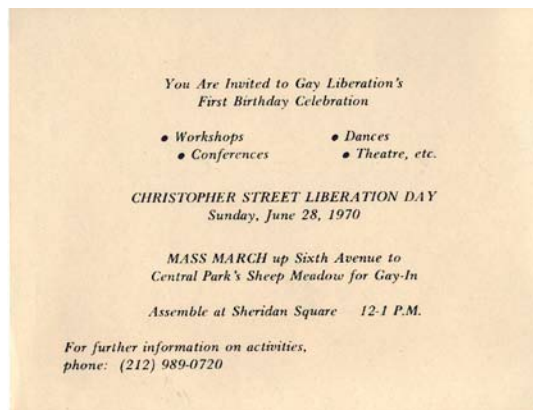 You Are Invited to Gay Liberation's
First Birthday Celebration
• Workshops • Dances
• Conferences • Theatre, etc.
CHRISTOPHER STREET LIBERATION DAY
Sunday, June 28, 1970
MASS MARCH up Sixth Avenue to
Central Park's Sheep Meadow for Gay-In
Assemble at Sheridan Square 12-1 P.M.
For further information on activities,
phone: (212) 989-0720